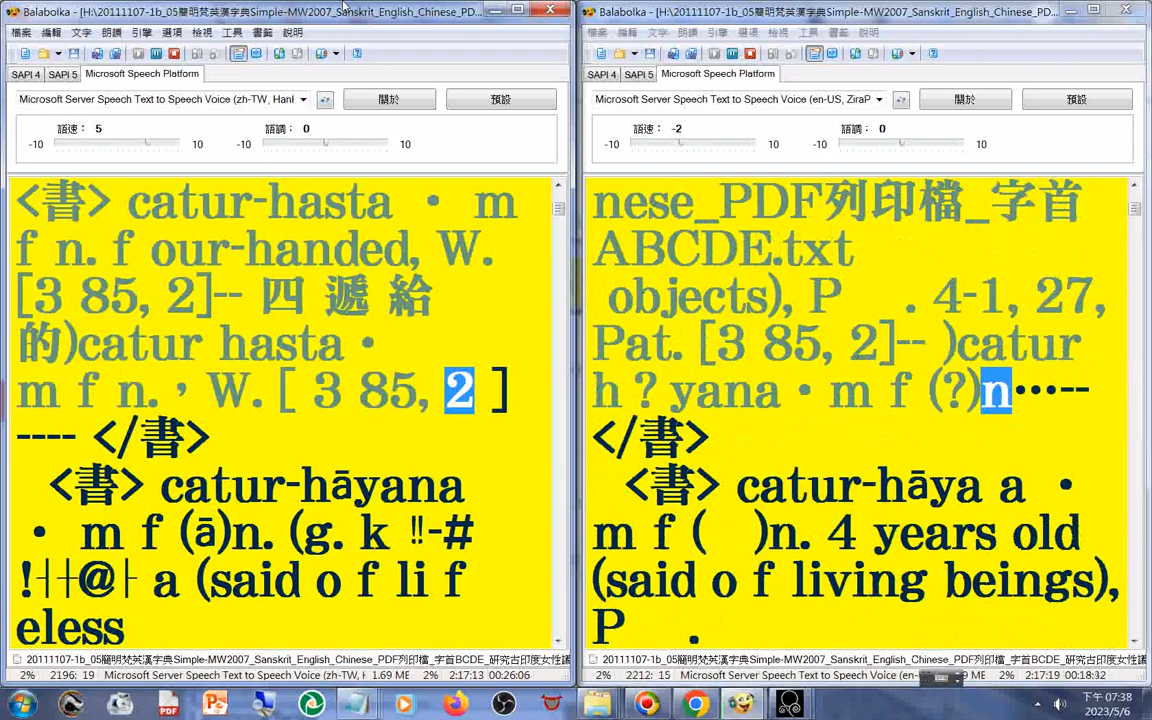 Balabolka - [H:\20111107-1b_05簡明梵英漢字典Simple-MW2007_Sanskrit_English_Chinese_PD...
檔案 編輯 文字 朗讀 引擎 選項 檢視 工具 書籤 說明
SAPI 4 SAPI 5 Microsoft Speech Platform
Microsoft Server Speech Text to Speech Voice (zh-TW, Hanl
關於 預設
語速: 5 語調: 0
-10 10 -10 10
<書> catur-hasta • m
f n. f our-handed, W.
[3 85, 2]-- 四 遞 給
的)catur hasta •
m f n. , W. [ 3 85, 2 ]
---- </書>
<書> catur-hāyana
• m f (ā)n. (g. k ‼-#
!┤┼@├ a (said o f li f
eless
20111107-1b_05簡明梵英漢字典Simple-MW2007_Sanskrit_English_Chinese_PDF列印檔_字首BCDE_研究古印度女性議
2% 2196: 19 Microsoft Server Speech Text to Speech Voice (zh-TW, H 1.69 ME 2% 2:17:13 00:26:06
Balabolka - [H:\20111107-1b_05簡明梵英漢字典Simple-MW2007_Sanskrit_English_Chinese_PD...
檔案 編輯 文字 朗讀 引擎 選項 檢視 工具 書籤 說明
SAPI 4 SAPI 5 Microsoft Speech Platform
Microsoft Server Speech Text to Speech Voice (en-US, ZiraP
關於 預設
語速: -2 語調: 0
-10 10 -10 10
nese_PDF列印檔_字首
ABCDE.txt
objects), P . 4-1, 27,
Pat. [3 85, 2]-- )catur
h ? yana • m f (?)n•••--
</書>
<書> catur-hāya a •
m f ( )n. 4 years old
(said o f living beings),
P .
20111107-1b_05簡明梵英漢字典Simple-MW2007_Sanskrit_English_Chinese_PDF列印檔_字首BCDE_研究古印度女性議
2% 2212: 15 Microsoft Server Speech Text to Speech Voice (en-US, ME 2% 2:17:19 00:18:32
PDF
下午 07:38
2023/5/6